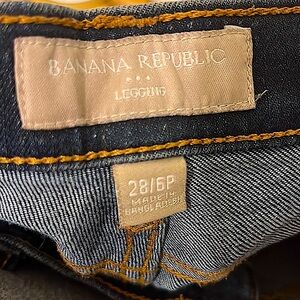 BANANA REPUBLIC
LEGGING
28/6P
MADE IN
BANGLADESH